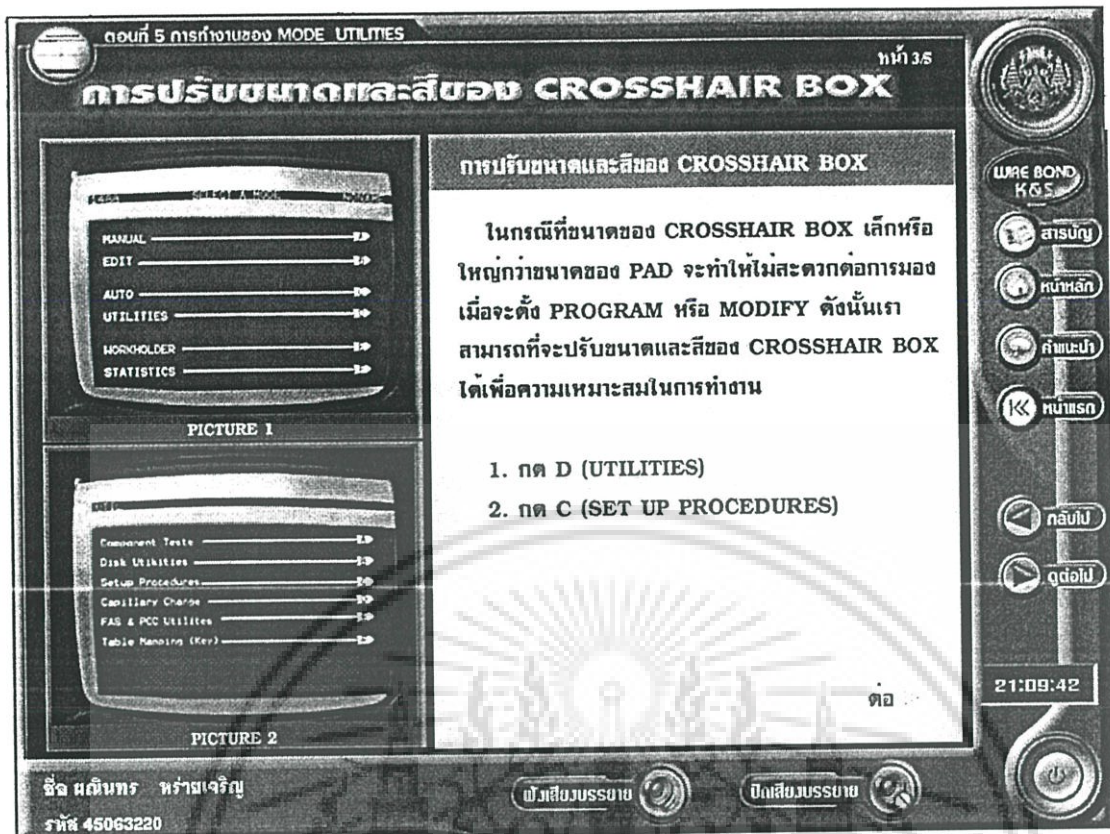 ตอนที่ 5 การทำงานของ MODE UTILITIES
หน้า 3/5
การปรับขนาดและสีของ CROSSHAIR BOX
SELECT A MODE
MANUAL
EDIT
AUTO
UTILITIES
WORKHOLDER
STATISTICS
PICTURE 1
Component Tests
Disk Utilities
Setup Procedures
Capillary Change
FAS & PCC Utilites
Table Mapping (Key)
PICTURE 2
การปรับขนาดและสีของ CROSSHAIR BOX
ในกรณีที่ขนาดของ CROSSHAIR BOX เล็กหรือ
ใหญ่กว่าขนาดของ PAD จะทำให้ไม่สะดวกต่อการมอง
เมื่อจะตั้ง PROGRAM หรือ MODIFY ดังนั้นเรา
สามารถที่จะปรับขนาดและสีของ CROSSHAIR BOX
ได้เพื่อความเหมาะสมในการทำงาน
1. กด D (UTILITIES)
2. กด C (SET UP PROCEDURES)
ต่อ
WIRE BOND
K&S
สารบัญ
หน้าหลัก
คำแนะนำ
หน้าแรก
กลับไป
ดูต่อไป
21:09:42
ชื่อ ผณินทร หร่ายเจริญ
รหัส 45063220
ฟังเสียงบรรยาย
ปิดเสียงบรรยาย